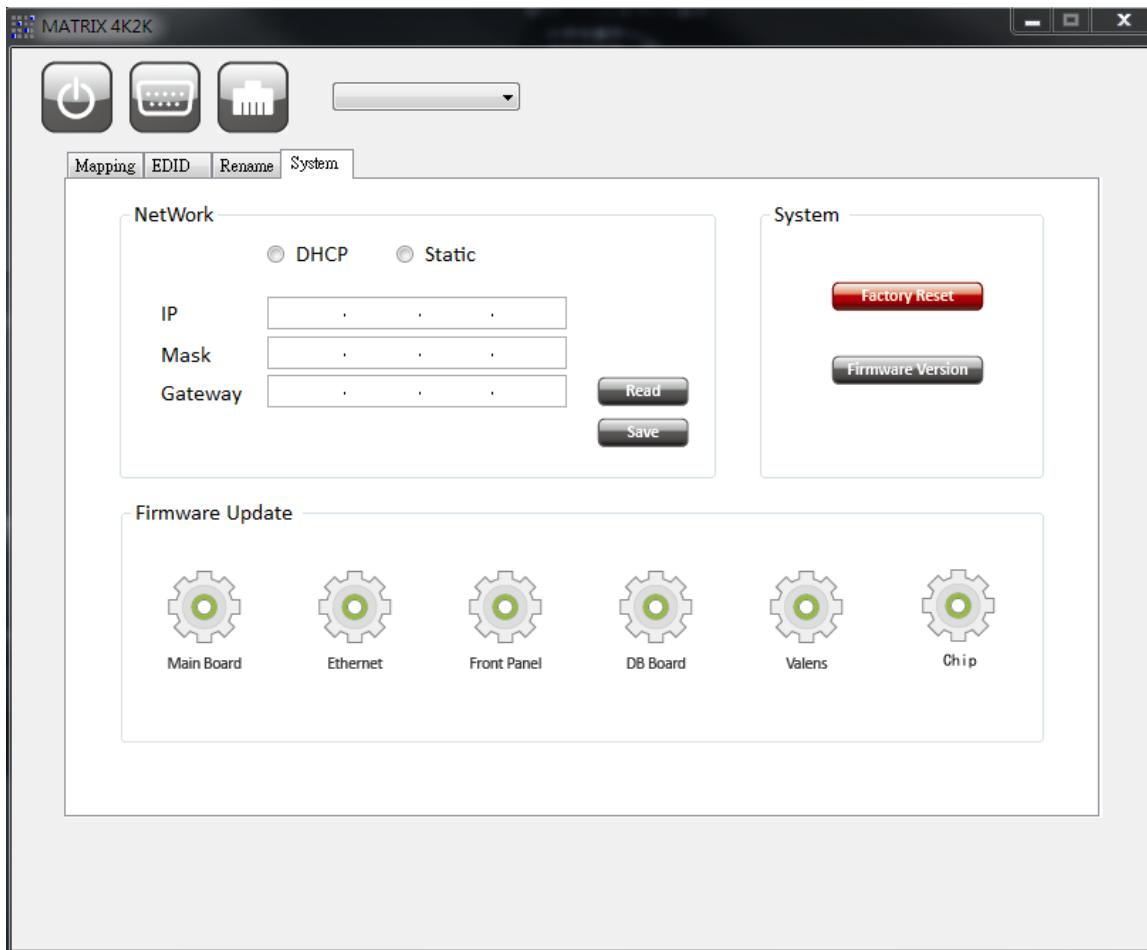 MATRIX 4K2K
Mapping EDID Rename System
NetWork
DHCP Static
IP . . .
Mask . . .
Gateway . . .
Read
Save
System
Factory Reset
Firmware Version
Firmware Update
Main Board Ethernet Front Panel DB Board Valens Chip